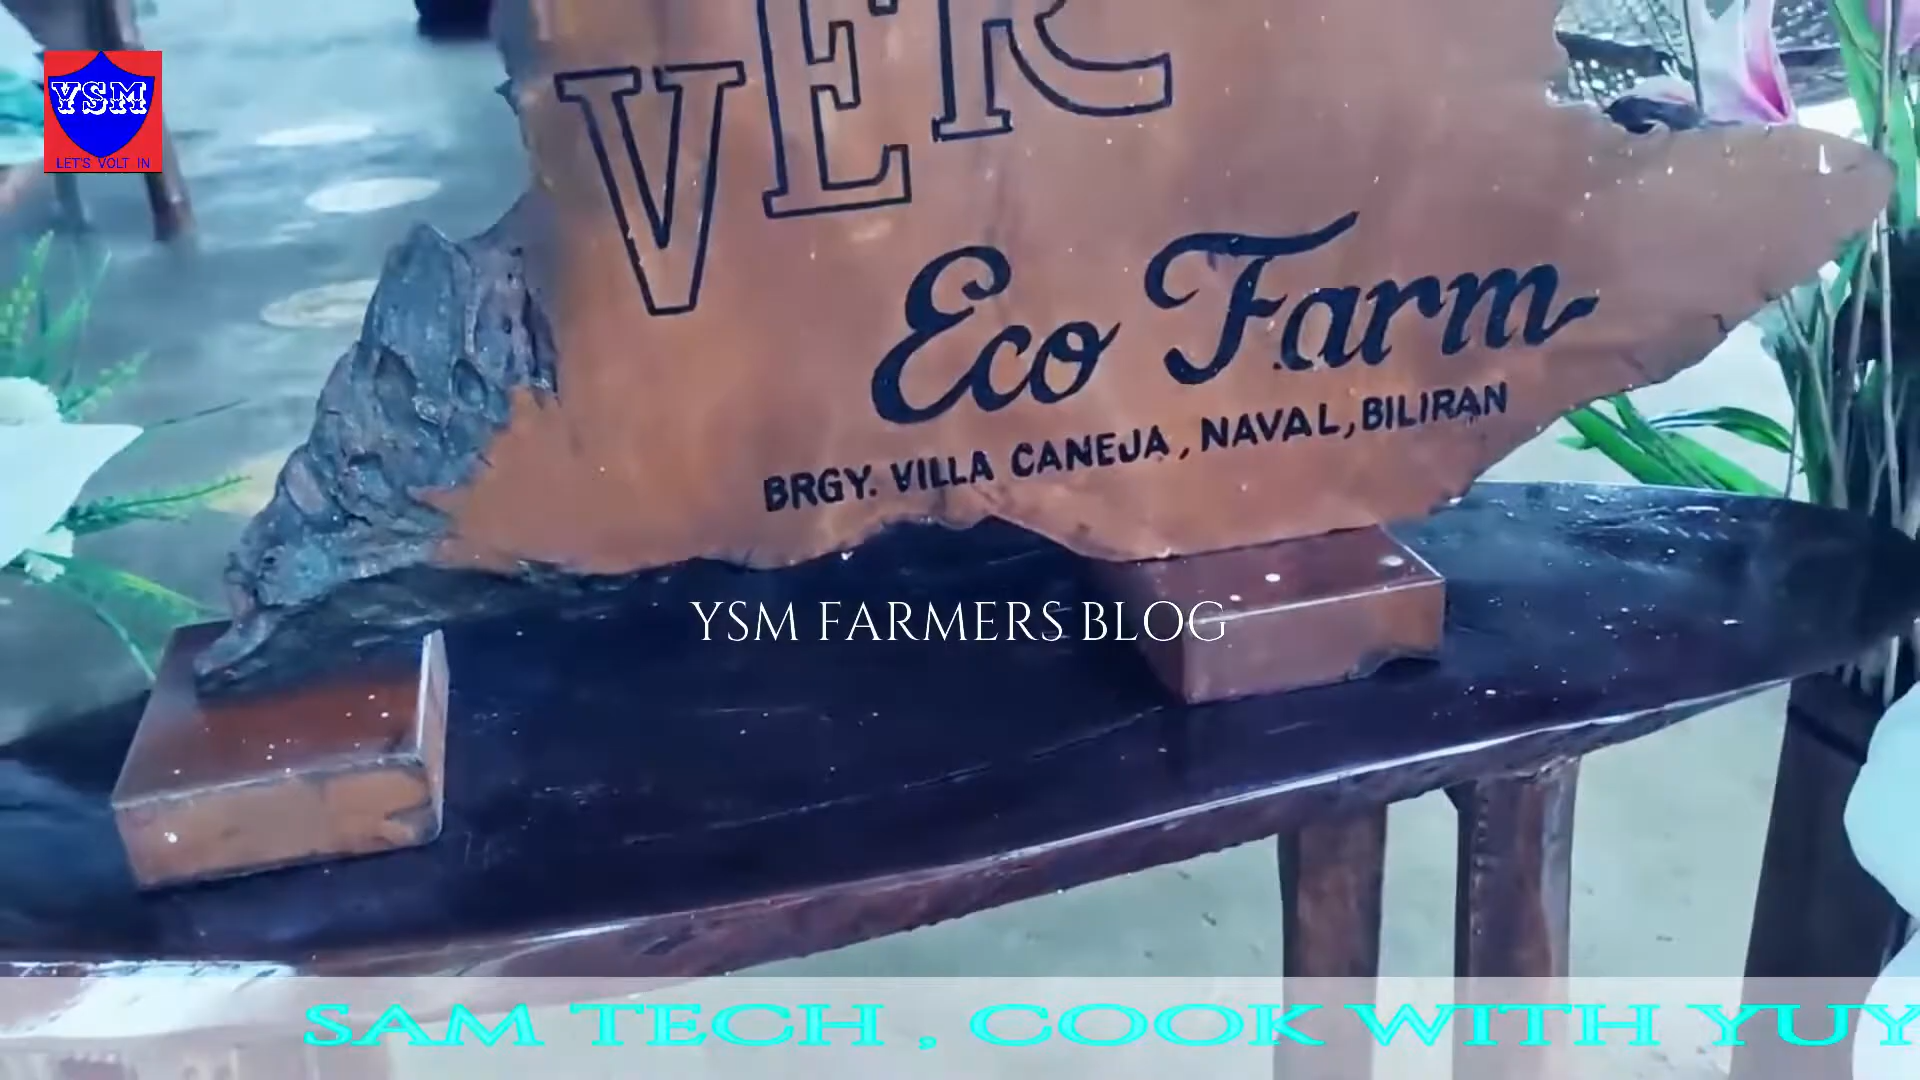 YSM
LET'S VOLT IN
VER
Eco Farm
BRGY. VILLA CANEJA, NAVAL, BILIRAN
YSM FARMERS BLOG
SAM TECH , COOK WITH YUY